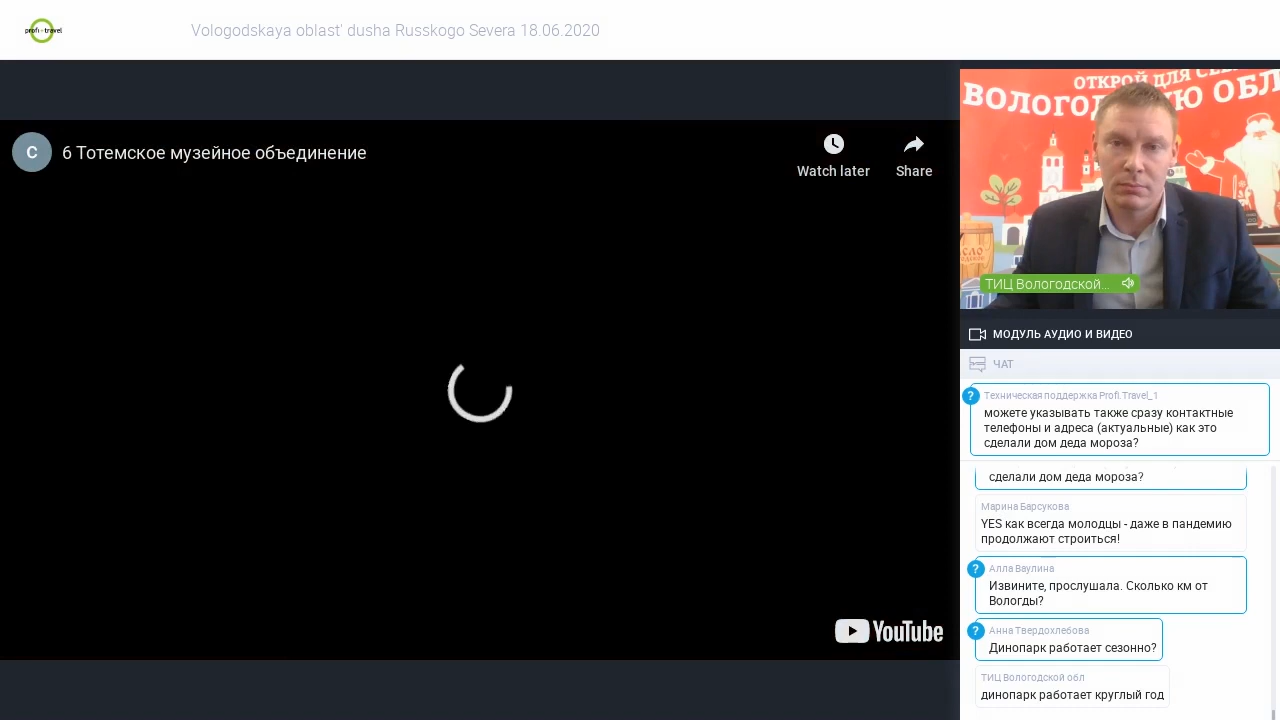 profi travel
Vologodskaya oblast' dusha Russkogo Severa 18.06.2020
C
6 Тотемское музейное объединение
Watch later
Share
YouTube
ОТКРОЙ ДЛЯ
ТИЦ Вологодской...
МОДУЛЬ АУДИО И ВИДЕО
ЧАТ
?
Техническая поддержка Profi.Travel_1
можете указывать также сразу контактные
телефоны и адреса (актуальные) как это
сделали дом деда мороза?
сделали дом деда мороза?
Марина Барсукова
YES как всегда молодцы - даже в пандемию
продолжают строиться!
?
Алла Ваулина
Извините, прослушала. Сколько км от
Вологды?
?
Анна Твердохлебова
Динопарк работает сезонно?
ТИЦ Вологодской обл
динопарк работает круглый год